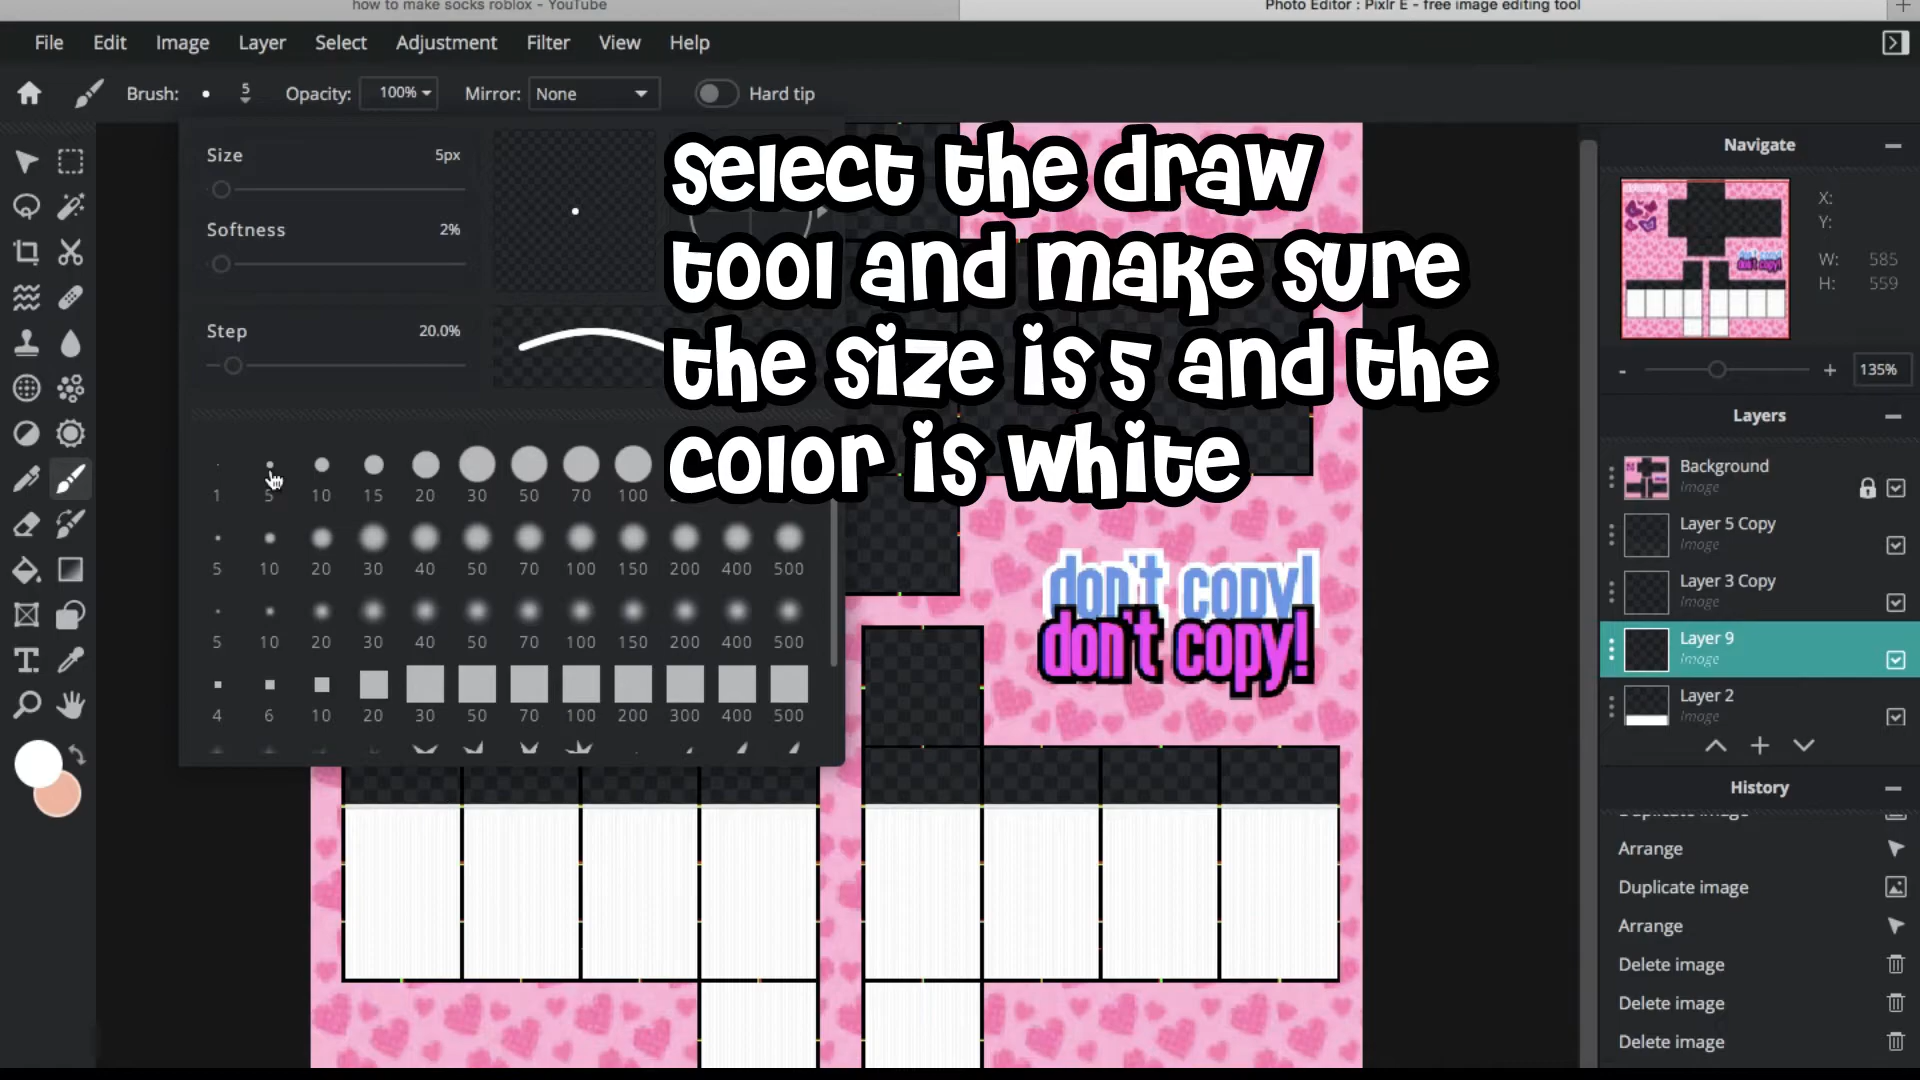 how to make socks roblox - YouTube
Photo Editor : Pixlr E - free image editing tool
File Edit Image Layer Select Adjustment Filter View Help
Brush: 5 Opacity: 100% Mirror: None Hard tip
Size 5px
Softness 2%
Step 20.0%
select the draw
tool and make sure
the size is 5 and the
color is white
1 5 10 15 20 30 50 70 100
5 10 20 30 40 50 70 100 150 200 400 500
5 10 20 30 40 50 70 100 150 200 400 500
4 6 10 20 30 50 70 100 200 300 400 500
don't copy!
don't copy!
Navigate
X:
Y:
W: 585
H: 559
- + 135%
Layers
Background
Image
Layer 5 Copy
Image
Layer 3 Copy
Image
Layer 9
Image
Layer 2
Image
History
Duplicate image
Arrange
Duplicate image
Arrange
Delete image
Delete image
Delete image